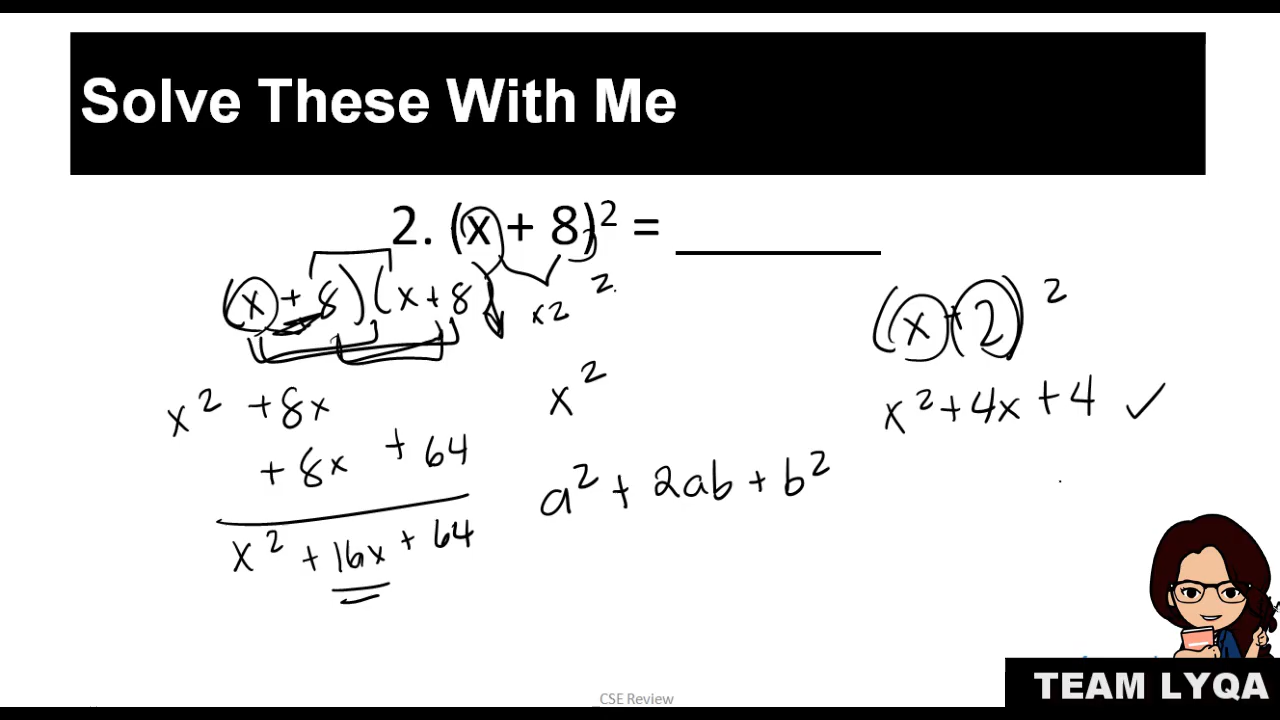 Solve These With Me
2. (x + 8)² = ________
(x + 8)(x + 8)
x2
2
x²
x² + 8x
+ 8x + 64
x² + 16x + 64
a² + 2ab + b²
(x + 2)²
x² + 4x + 4 ✓
CSE Review
TEAM LYQA